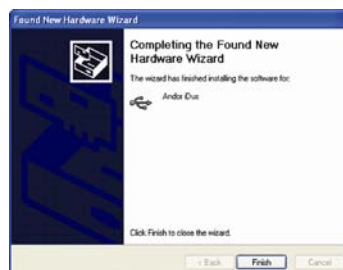 Found New Hardware Wizard
Completing the Found New
Hardware Wizard
The wizard has finished installing the software for:
Andor iDus
Click Finish to close the wizard.
< Back
Finish
Cancel